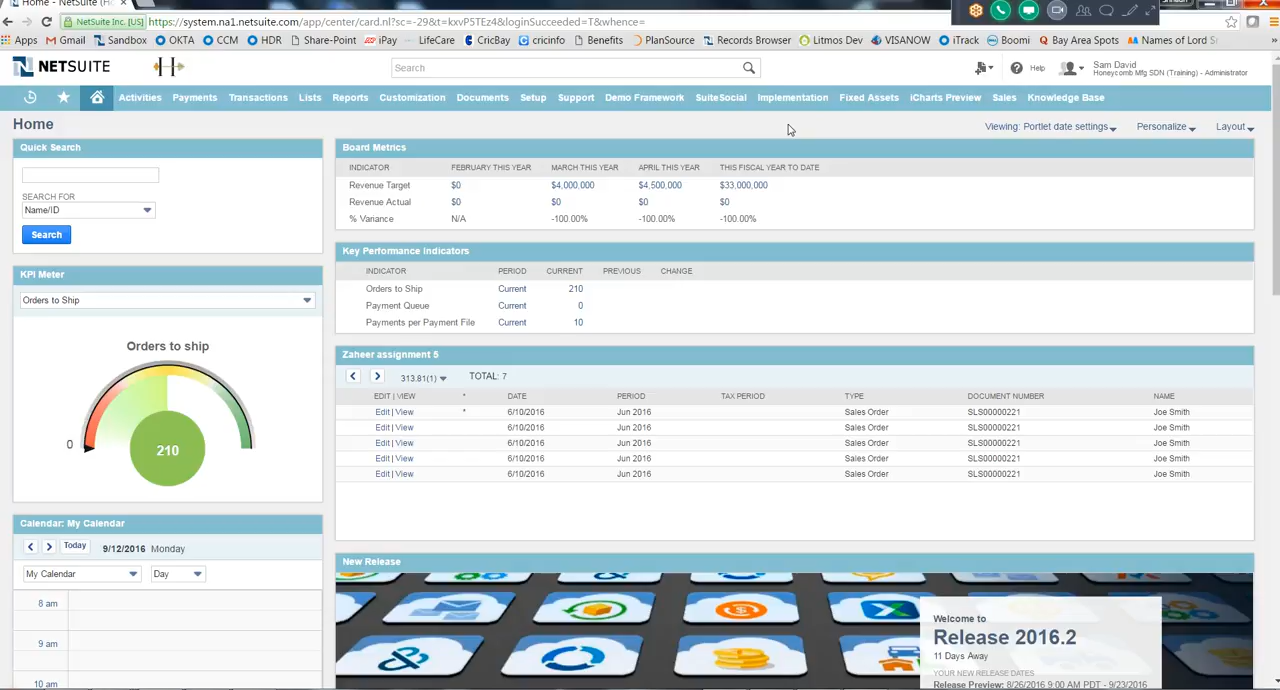 Home - NetSuite (Ho
NetSuite Inc. [US] https://system.na1.netsuite.com/app/center/card.nl?sc=-29&t=kxvP5TEz4&loginSucceeded=T&whence=
Apps Gmail Sandbox OKTA CCM HDR Share-Point iPay LifeCare CricBay cricinfo Benefits PlanSource Records Browser Litmos Dev VISANOW iTrack Boomi Bay Area Spots Names of Lord Sr »
NETSUITE
H
Search
Help
Sam David
Honeycomb Mfg SDN (Training) - Administrator
Activities Payments Transactions Lists Reports Customization Documents Setup Support Demo Framework SuiteSocial Implementation Fixed Assets iCharts Preview Sales Knowledge Base
Home
Viewing: Portlet date settings Personalize Layout
Quick Search
SEARCH FOR
Name/ID
Search
KPI Meter
Orders to Ship
Orders to ship
0
210
Calendar: My Calendar
Today 9/12/2016 Monday
My Calendar Day
8 am
9 am
10 am
Board Metrics
INDICATOR FEBRUARY THIS YEAR MARCH THIS YEAR APRIL THIS YEAR THIS FISCAL YEAR TO DATE
Revenue Target $0 $4,000,000 $4,500,000 $33,000,000
Revenue Actual $0 $0 $0 $0
% Variance N/A -100.00% -100.00% -100.00%
Key Performance Indicators
INDICATOR PERIOD CURRENT PREVIOUS CHANGE
Orders to Ship Current 210
Payment Queue Current 0
Payments per Payment File Current 10
Zaheer assignment 5
313.81(1) TOTAL: 7
EDIT | VIEW * DATE PERIOD TAX PERIOD TYPE DOCUMENT NUMBER NAME
Edit | View * 6/10/2016 Jun 2016 Sales Order SLS00000221 Joe Smith
Edit | View 6/10/2016 Jun 2016 Sales Order SLS00000221 Joe Smith
Edit | View 6/10/2016 Jun 2016 Sales Order SLS00000221 Joe Smith
Edit | View 6/10/2016 Jun 2016 Sales Order SLS00000221 Joe Smith
Edit | View 6/10/2016 Jun 2016 Sales Order SLS00000221 Joe Smith
New Release
Welcome to
Release 2016.2
11 Days Away
YOUR NEW RELEASE DATES
Release Preview: 8/26/2016 9:00 AM PDT - 9/23/2016